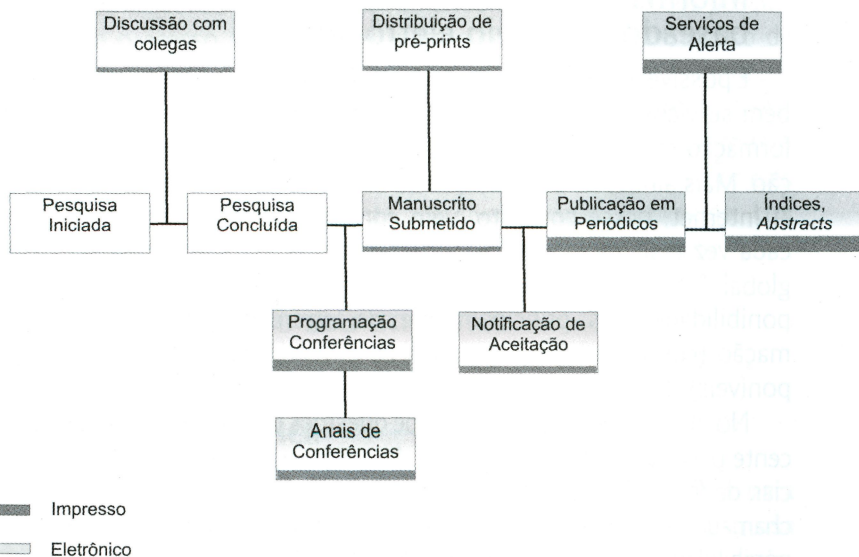 Discussão com
colegas
Distribuição de
pré-prints
Serviços de
Alerta
Pesquisa
Iniciada
Pesquisa
Concluída
Manuscrito
Submetido
Publicação em
Periódicos
Índices,
Abstracts
Programação
Conferências
Notificação de
Aceitação
Anais de
Conferências
Impresso
Eletrônico